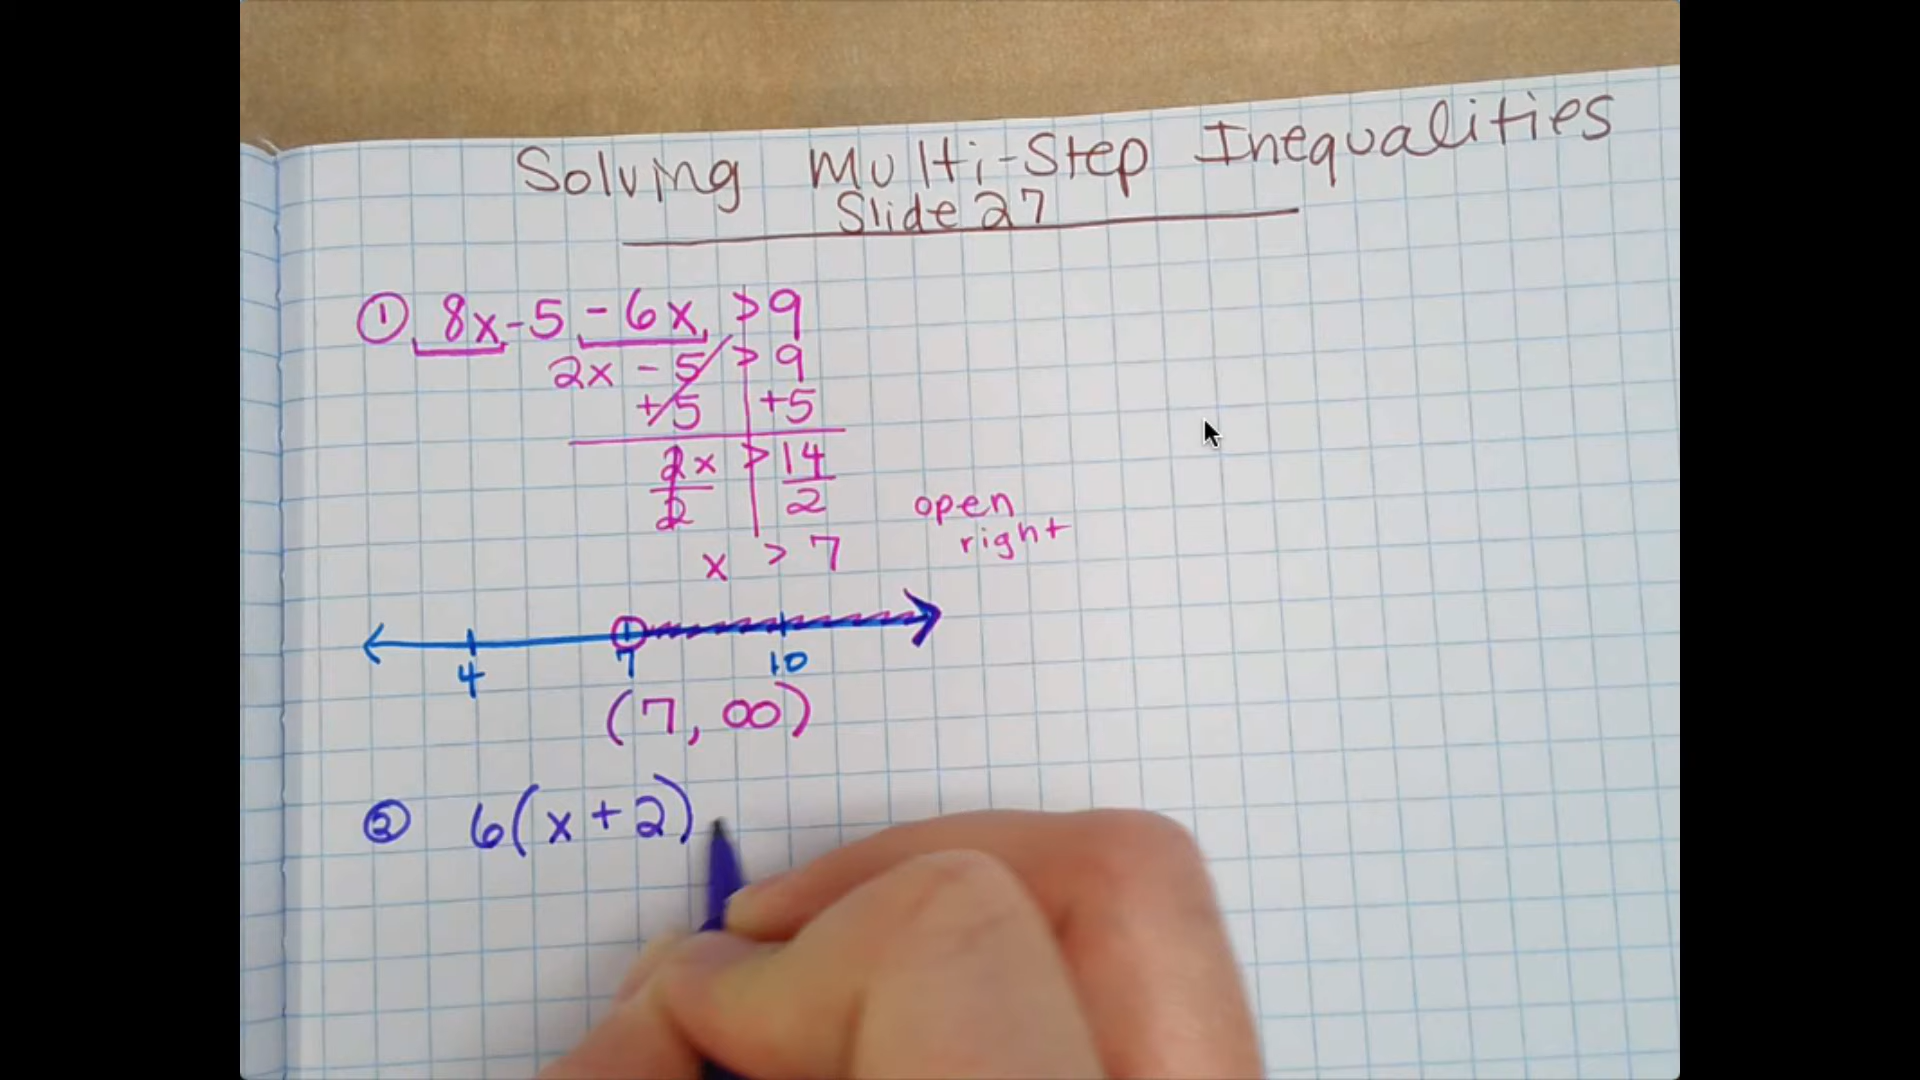 Solving Multi-Step Inequalities
Slide 27
① 8x - 5 - 6x > 9
2x - 5 > 9
+5 +5
2x > 14
2 2
x > 7
open
right
4 7 10
(7, ∞)
② 6(x + 2)